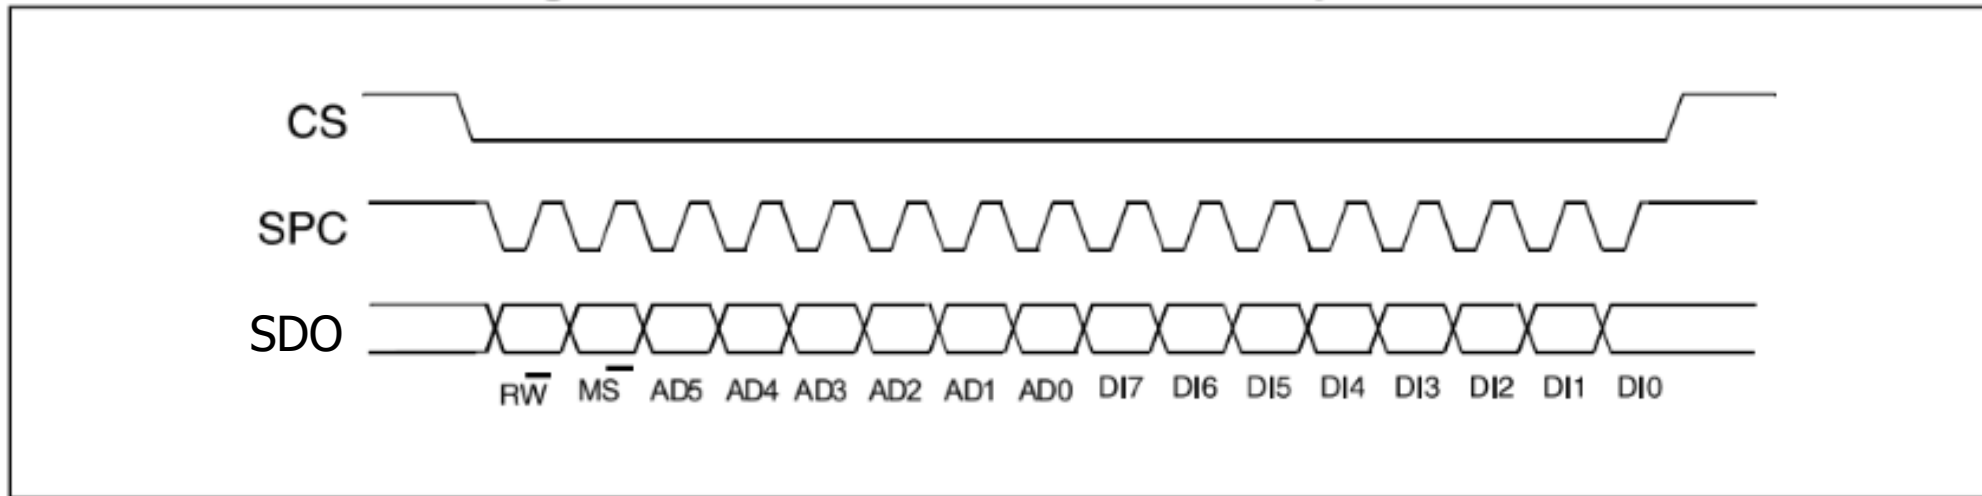 CS
SPC
SDO
RW̅ MS̅ AD5 AD4 AD3 AD2 AD1 AD0 DI7 DI6 DI5 DI4 DI3 DI2 DI1 DI0